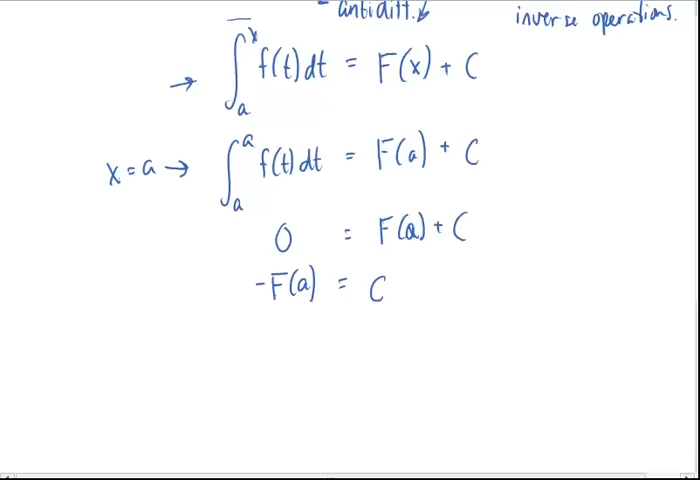 - antidiff. inverse operations.
→ ∫_a^x f(t)dt = F(x) + C
x = a → ∫_a^a f(t)dt = F(a) + C
0 = F(a) + C
-F(a) = C